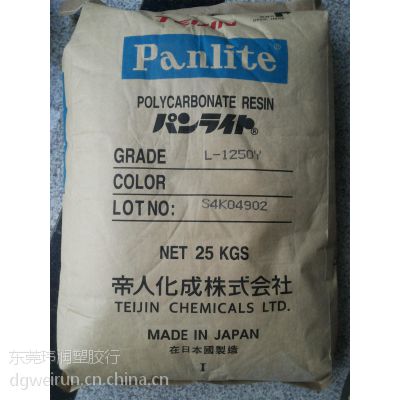 TEIJIN
Panlite®
POLYCARBONATE RESIN
パンライト®
GRADE L-1250Y
COLOR
LOT NO: S4K04902
NET 25 KGS
帝人化成株式会社
TEIJIN CHEMICALS LTD.
MADE IN JAPAN
在日本國製造
I
东莞玮润塑胶行
dgweirun.cn.china.cn